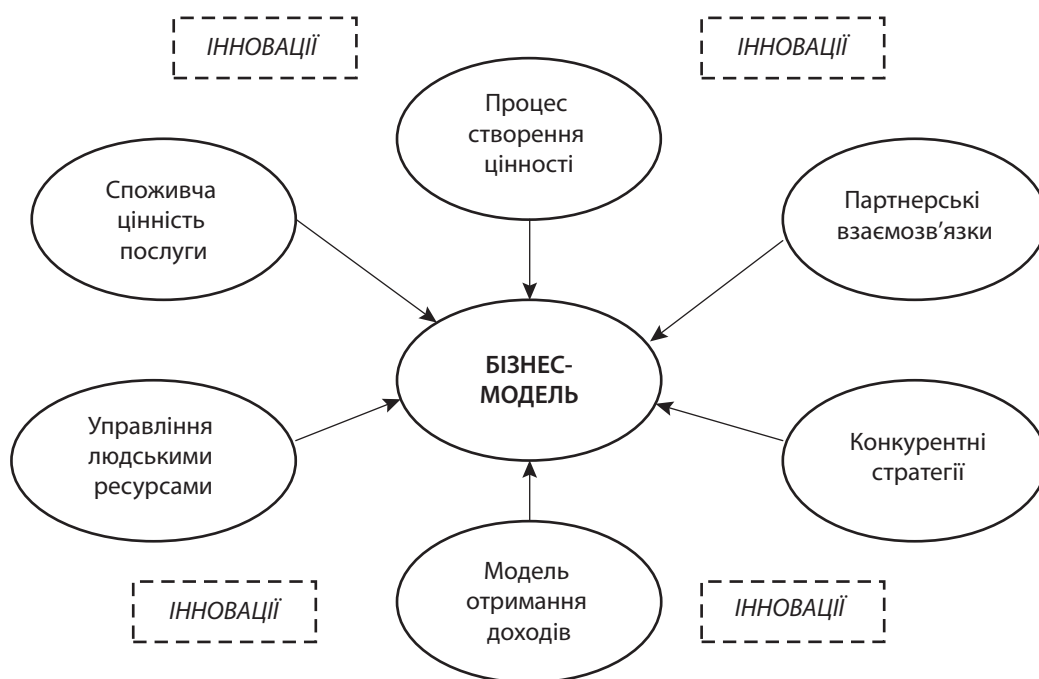 ІННОВАЦІЇ
ІННОВАЦІЇ
Процес
створення
цінності
Споживча
цінність
послуги
Партнерські
взаємозв'язки
БІЗНЕС-
МОДЕЛЬ
Управління
людськими
ресурсами
Конкурентні
стратегії
Модель
отримання
доходів
ІННОВАЦІЇ
ІННОВАЦІЇ